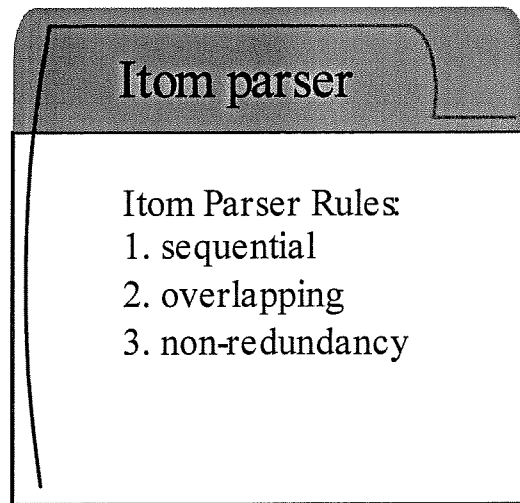 Itom parser
Itom Parser Rules:
1. sequential
2. overlapping
3. non-redundancy